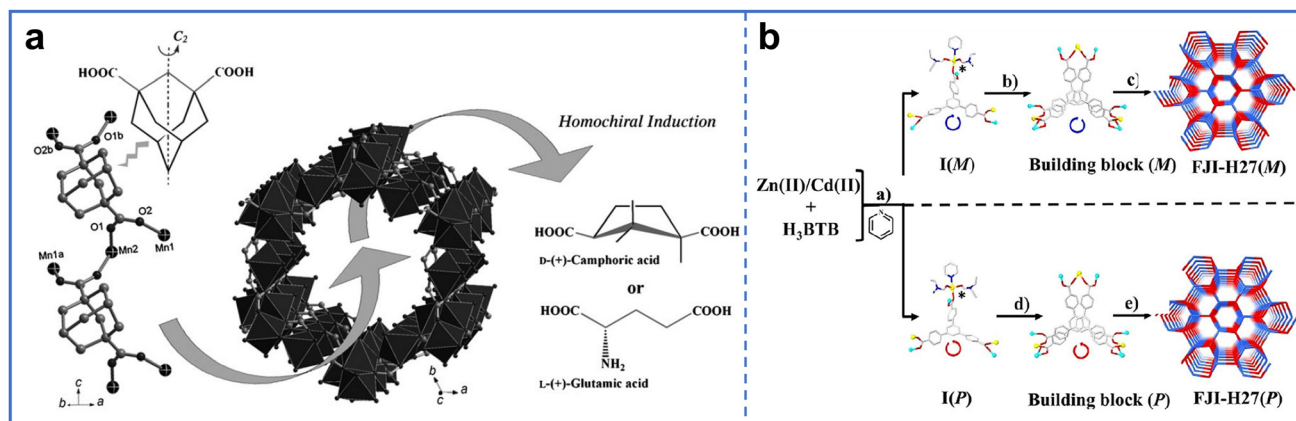 a
C2
HOOC
COOH
O1b
O2b
O2
O1
Mn1a
Mn2
Mn1
c
b
a
Homochiral Induction
HOOC
COOH
D-(+)-Camphoric acid
or
HOOC
COOH
NH2
L-(+)-Glutamic acid
b
a
c
b
Zn(II)/Cd(II)
+
H3BTB
a)
N
*
b)
c)
I(M)
Building block (M)
FJI-H27(M)
*
d)
e)
I(P)
Building block (P)
FJI-H27(P)